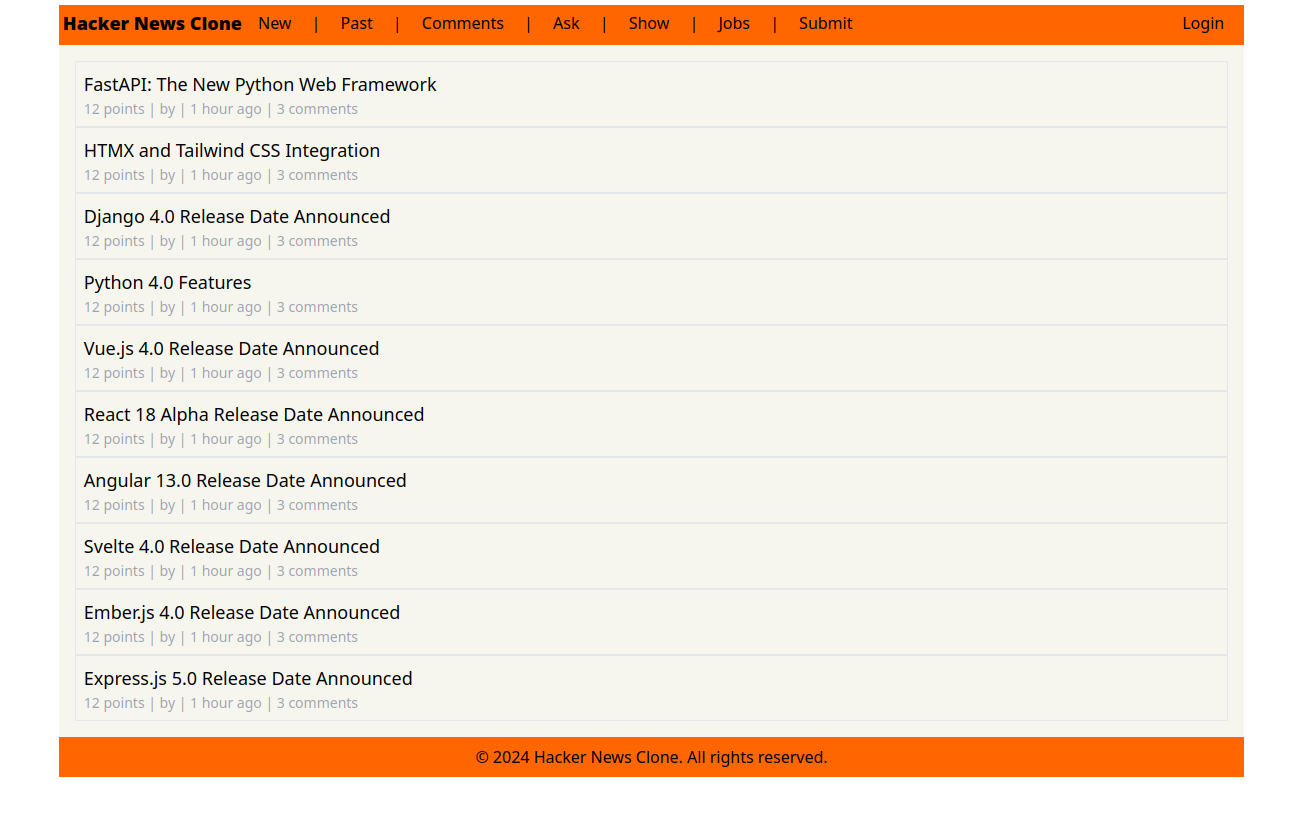 Hacker News Clone New | Past | Comments | Ask | Show | Jobs | Submit Login
FastAPI: The New Python Web Framework
12 points | by | 1 hour ago | 3 comments
HTMX and Tailwind CSS Integration
12 points | by | 1 hour ago | 3 comments
Django 4.0 Release Date Announced
12 points | by | 1 hour ago | 3 comments
Python 4.0 Features
12 points | by | 1 hour ago | 3 comments
Vue.js 4.0 Release Date Announced
12 points | by | 1 hour ago | 3 comments
React 18 Alpha Release Date Announced
12 points | by | 1 hour ago | 3 comments
Angular 13.0 Release Date Announced
12 points | by | 1 hour ago | 3 comments
Svelte 4.0 Release Date Announced
12 points | by | 1 hour ago | 3 comments
Ember.js 4.0 Release Date Announced
12 points | by | 1 hour ago | 3 comments
Express.js 5.0 Release Date Announced
12 points | by | 1 hour ago | 3 comments
© 2024 Hacker News Clone. All rights reserved.